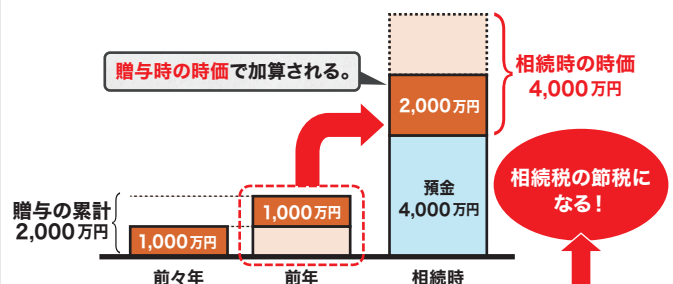 贈与時の時価で加算される。
相続時の時価
4,000万円
2,000万円
預金
4,000万円
相続税の節税に
なる！
贈与の累計
2,000万円
1,000万円
1,000万円
前々年
前年
相続時